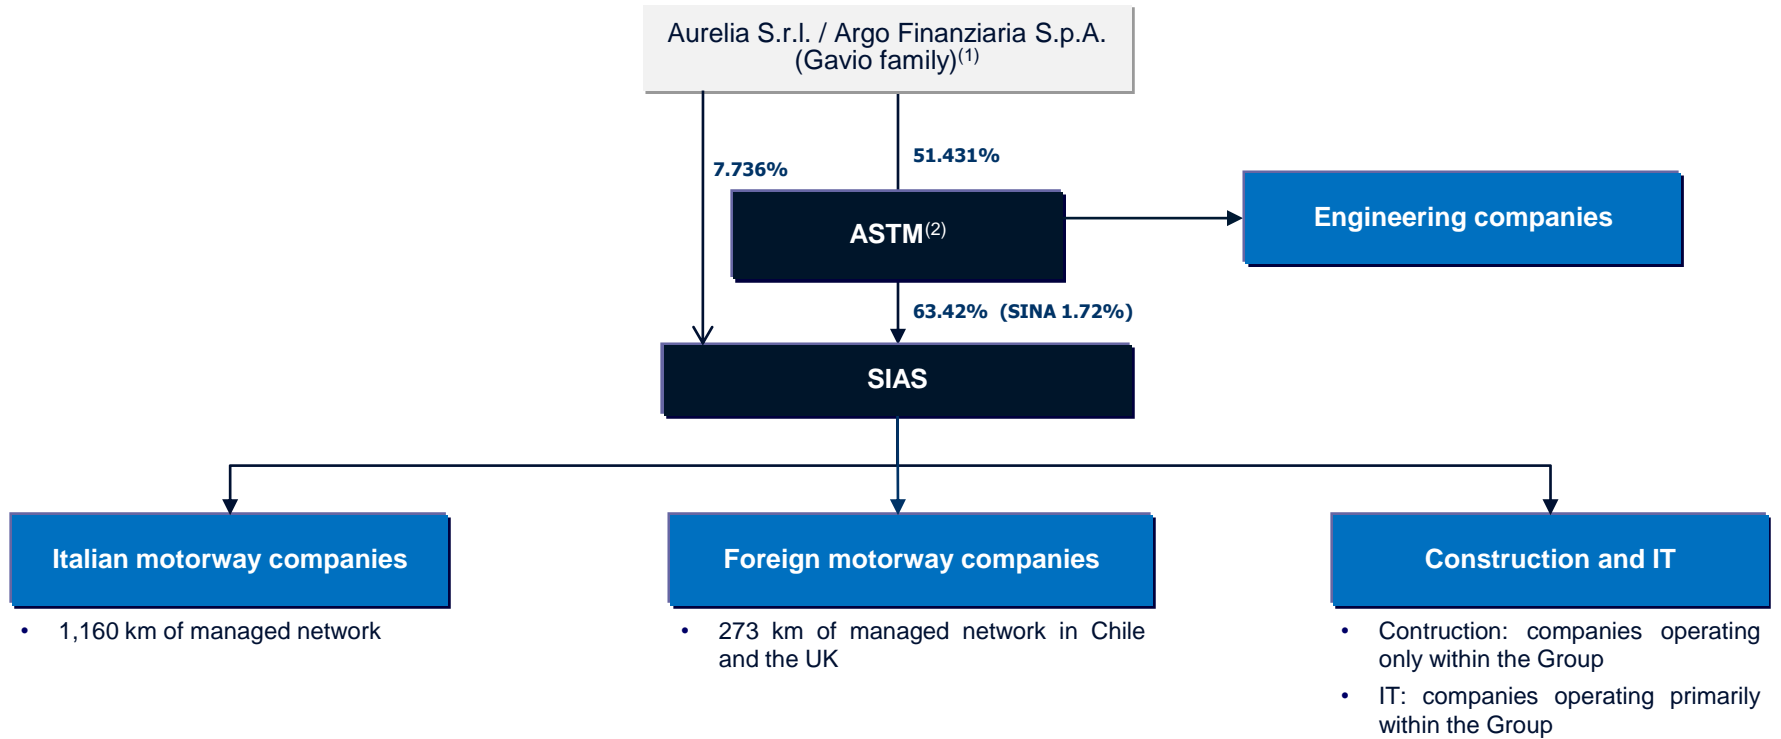 Aurelia S.r.l. / Argo Finanziaria S.p.A.
(Gavio family)(1)
7.736%
51.431%
ASTM(2)
Engineering companies
63.42% (SINA 1.72%)
SIAS
Italian motorway companies
Foreign motorway companies
Construction and IT
• 1,160 km of managed network
• 273 km of managed network in Chile
and the UK
• Contruction: companies operating
only within the Group
• IT: companies operating primarily
within the Group